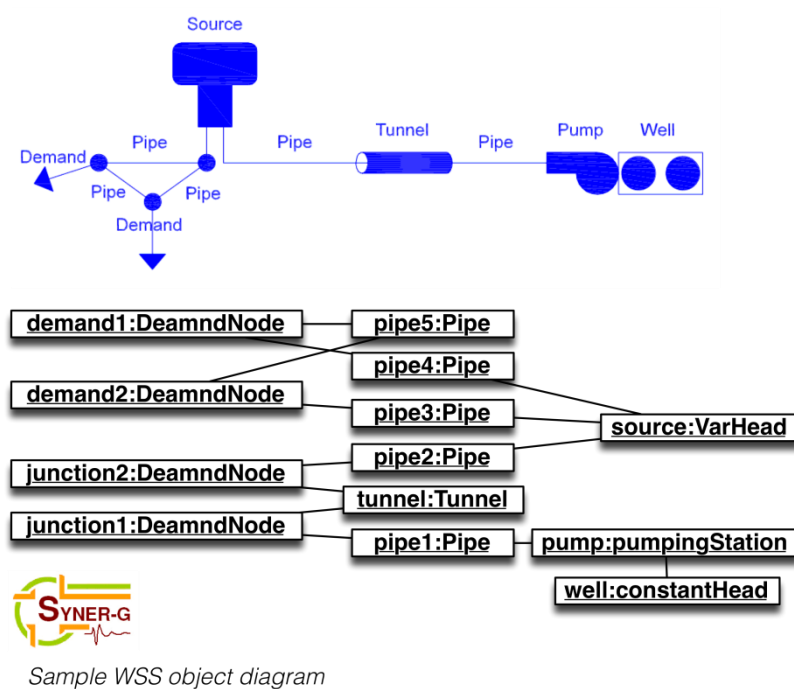 Source
Pipe
Tunnel
Pipe
Pump
Well
Demand
Pipe
Pipe
Pipe
Demand
demand1:DeamndNode
pipe5:Pipe
pipe4:Pipe
demand2:DeamndNode
pipe3:Pipe
source:VarHead
junction2:DeamndNode
pipe2:Pipe
tunnel:Tunnel
junction1:DeamndNode
pipe1:Pipe
pump:pumpingStation
well:constantHead
SYNER-G
Sample WSS object diagram